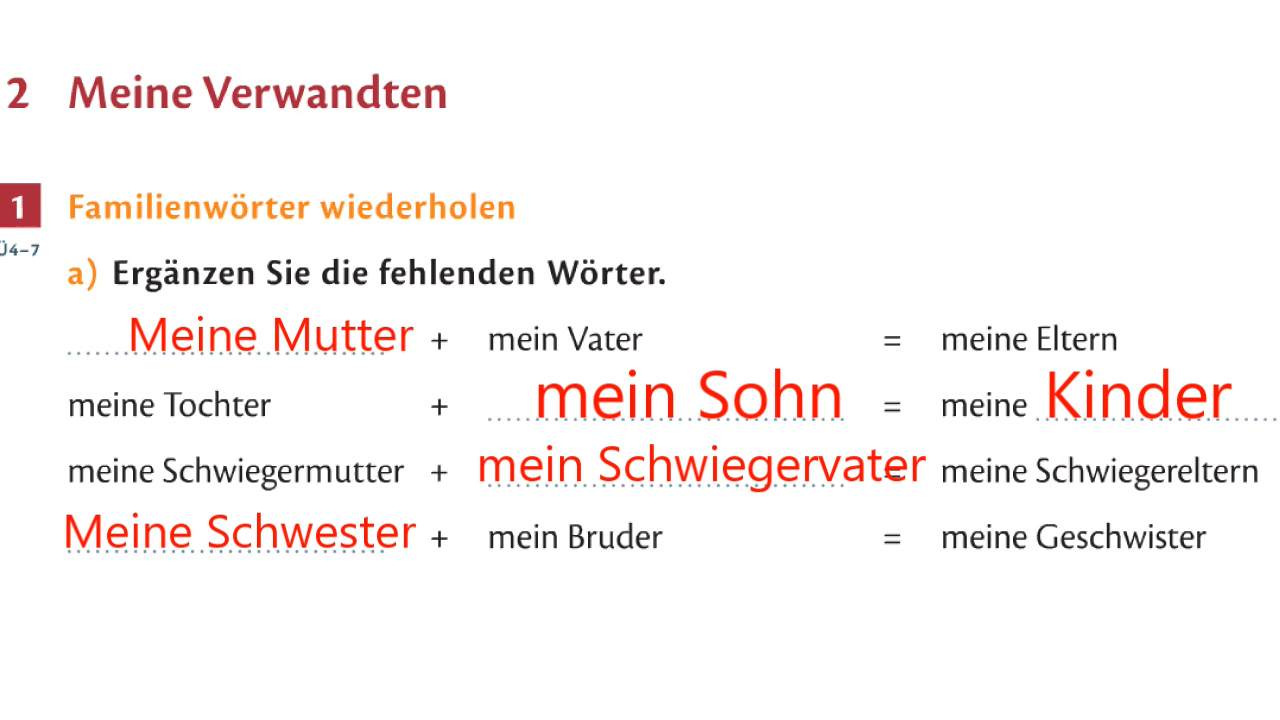 2 Meine Verwandten
1 Familienwörter wiederholen
Ü4–7
a) Ergänzen Sie die fehlenden Wörter.
Meine Mutter + mein Vater = meine Eltern
meine Tochter + mein Sohn = meine Kinder
meine Schwiegermutter + mein Schwiegervater = meine Schwiegereltern
Meine Schwester + mein Bruder = meine Geschwister